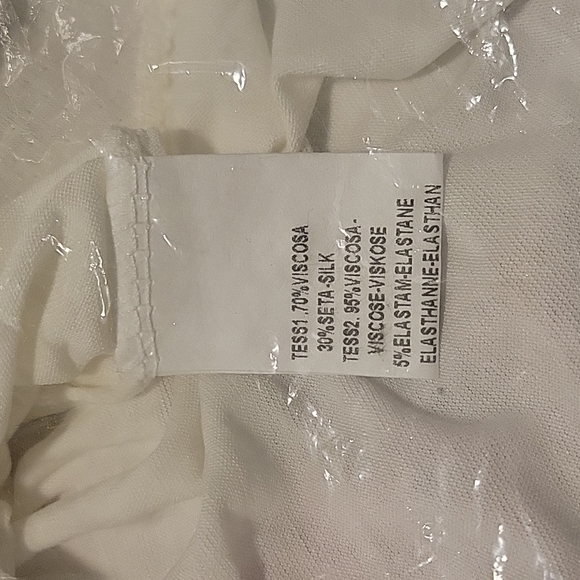 TESS1.70%VISCOSA
30%SETA-SILK
TESS2. 95%VISCOSA-
VISCOSE-VISKOSE
5%ELASTAM-ELASTANE
ELASTHANNE-ELASTHAN